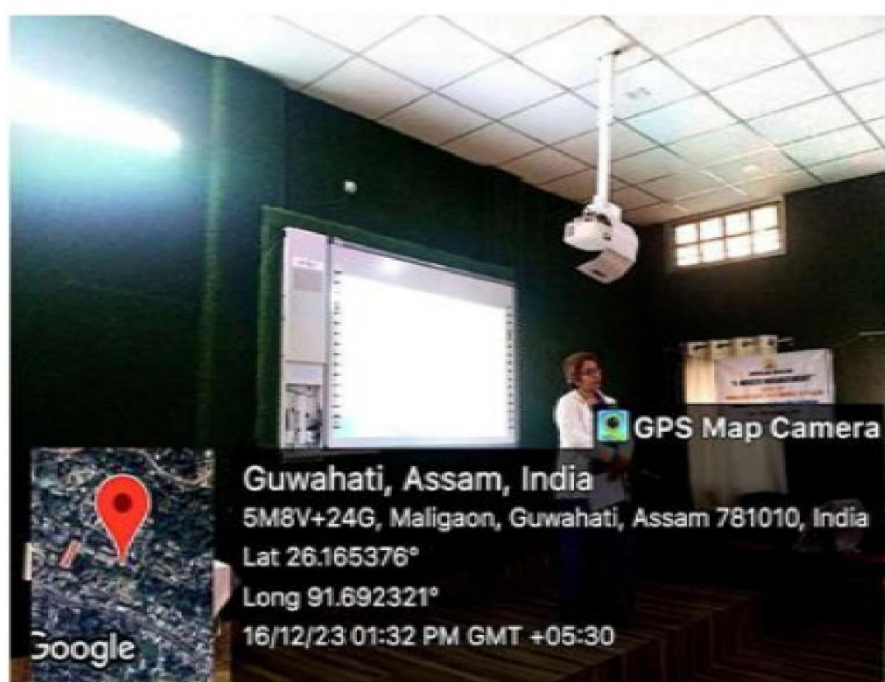 GPS Map Camera
Guwahati, Assam, India
5M8V+24G, Maligaon, Guwahati, Assam 781010, India
Lat 26.165376°
Long 91.692321°
16/12/23 01:32 PM GMT +05:30
Google